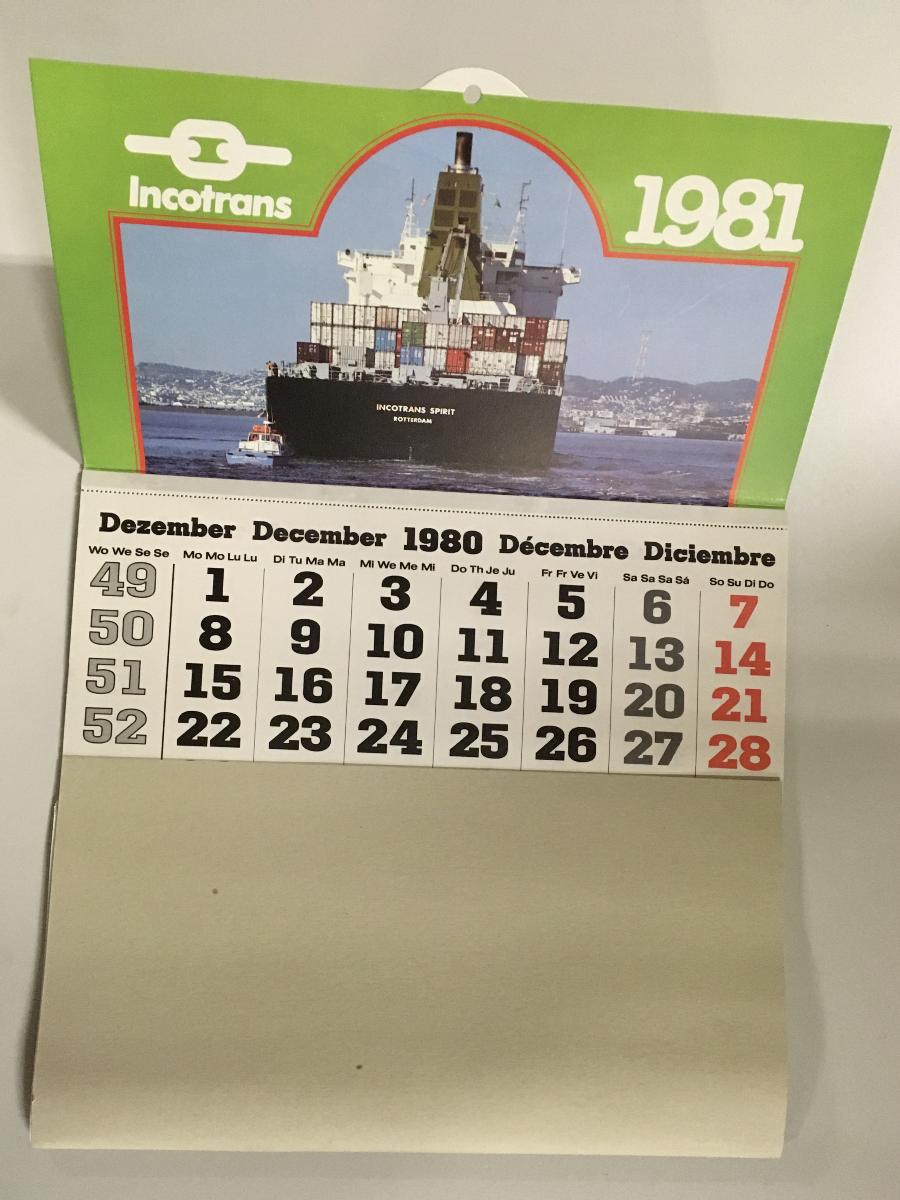 Incotrans
1981
INCOTRANS SPIRIT
ROTTERDAM
Dezember December 1980 Décembre Diciembre
Wo We Se Se Mo Mo Lu Lu Di Tu Ma Ma Mi We Me Mi Do Th Je Ju Fr Fr Ve Vi Sa Sa Sa Sá So Su Di Do
49 1 2 3 4 5 6 7
50 8 9 10 11 12 13 14
51 15 16 17 18 19 20 21
52 22 23 24 25 26 27 28